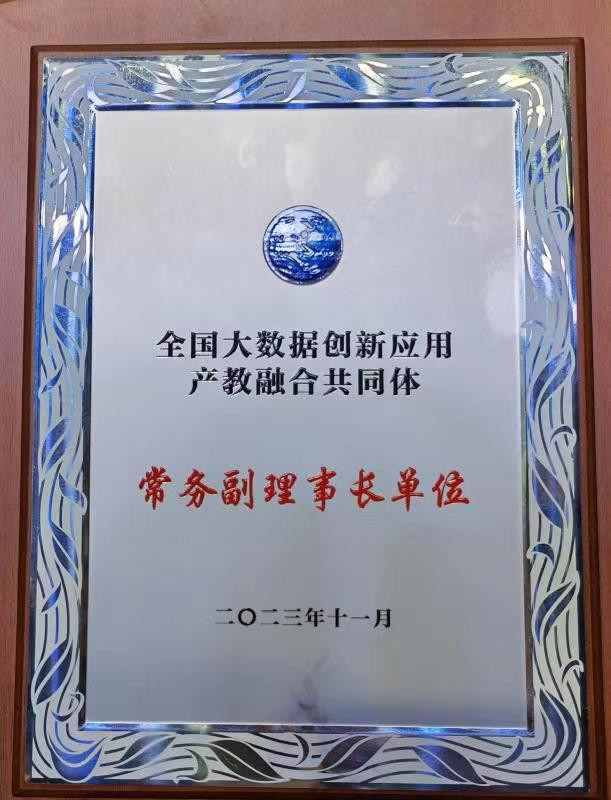 全国大数据创新应用
产教融合共同体
常务副理事长单位
二〇二三年十一月